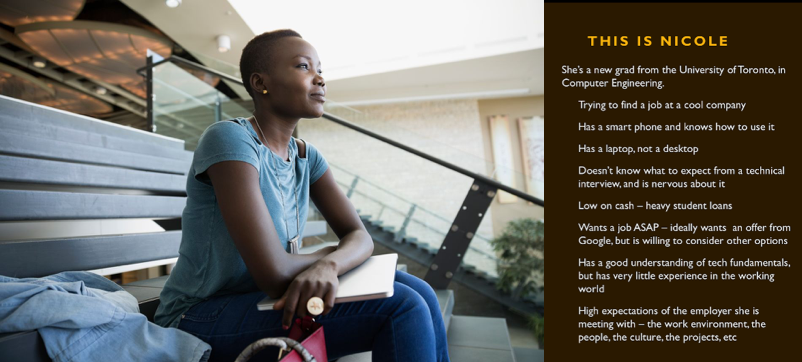 THIS IS NICOLE
She's a new grad from the University of Toronto, in
Computer Engineering.
Trying to find a job at a cool company
Has a smart phone and knows how to use it
Has a laptop, not a desktop
Doesn't know what to expect from a technical
interview, and is nervous about it
Low on cash – heavy student loans
Wants a job ASAP – ideally wants an offer from
Google, but is willing to consider other options
Has a good understanding of tech fundamentals,
but has very little experience in the working
world
High expectations of the employer she is
meeting with – the work environment, the
people, the culture, the projects, etc